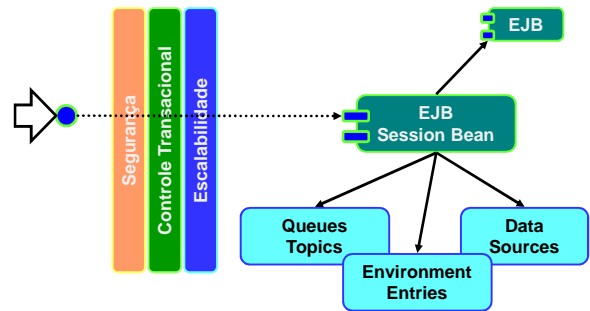 Segurança
Controle Transacional
Escalabilidade
EJB
EJB
Session Bean
Queues
Topics
Data
Sources
Environment
Entries